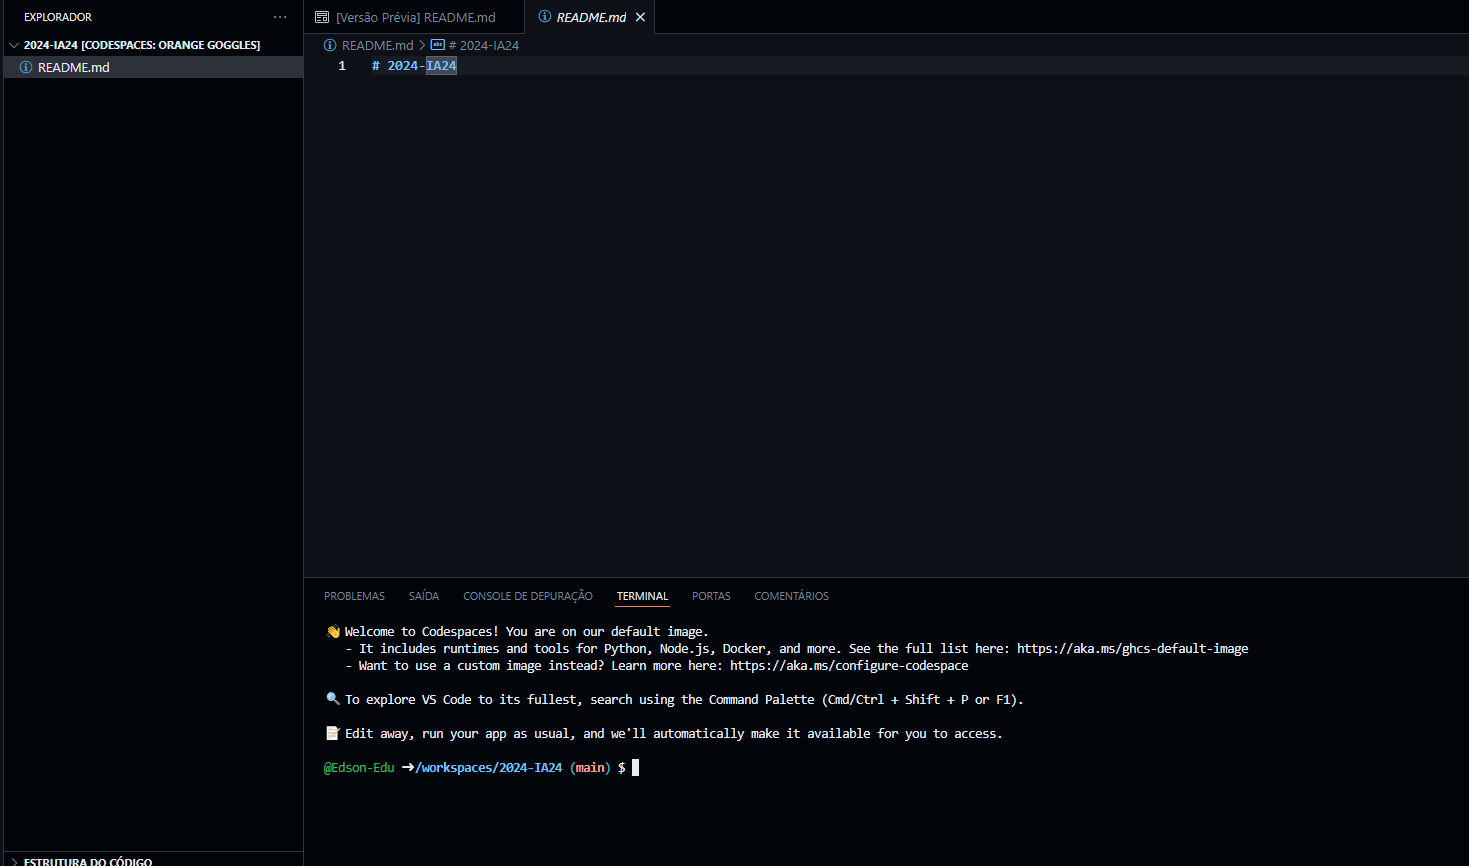 EXPLORADOR
2024-IA24 [CODESPACES: ORANGE GOGGLES]
README.md
[Versão Prévia] README.md
README.md
README.md > # 2024-IA24
1 # 2024-IA24
PROBLEMAS SAÍDA CONSOLE DE DEPURAÇÃO TERMINAL PORTAS COMENTÁRIOS
👋 Welcome to Codespaces! You are on our default image.
- It includes runtimes and tools for Python, Node.js, Docker, and more. See the full list here: https://aka.ms/ghcs-default-image
- Want to use a custom image instead? Learn more here: https://aka.ms/configure-codespace
🔍 To explore VS Code to its fullest, search using the Command Palette (Cmd/Ctrl + Shift + P or F1).
📝 Edit away, run your app as usual, and we'll automatically make it available for you to access.
@Edson-Edu ➜/workspaces/2024-IA24 (main) $
ESTRUTURA DO CÓDIGO